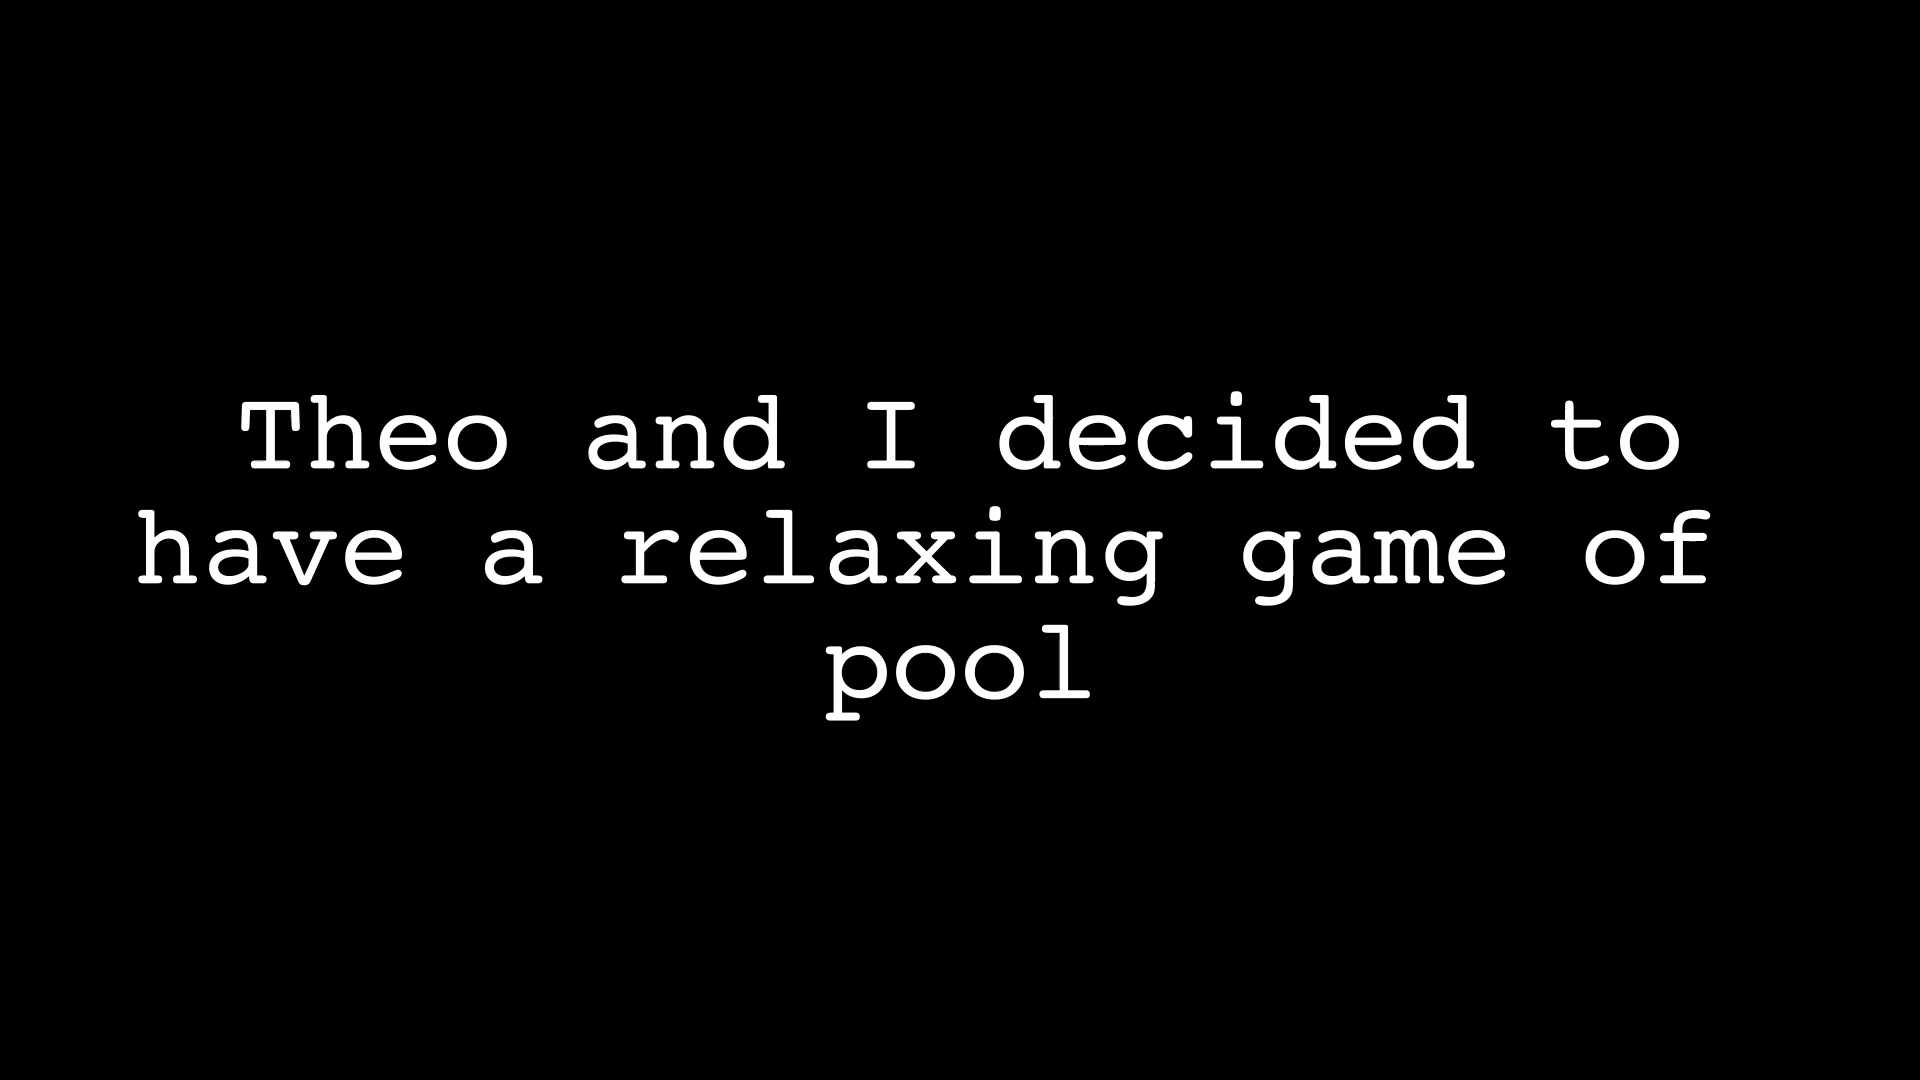 Theo and I decided to
have a relaxing game of
pool